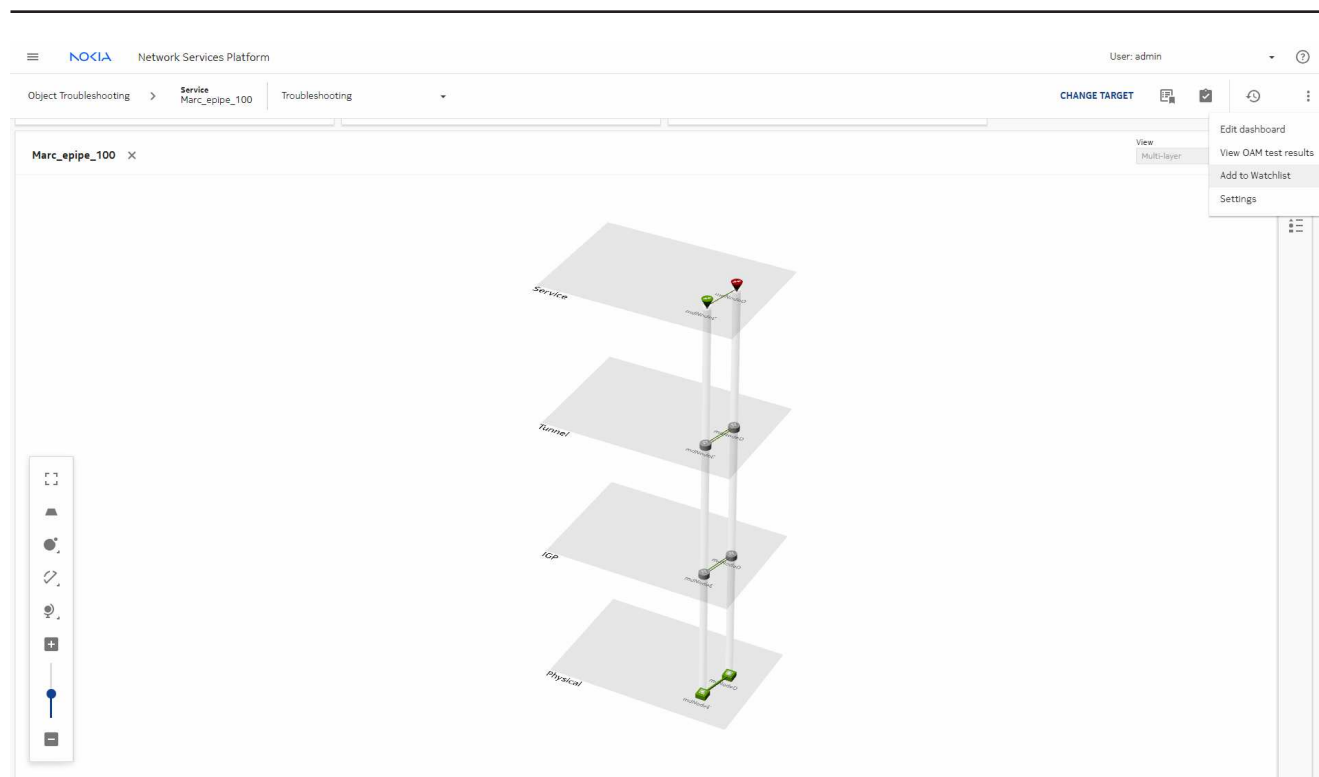 NOKIA Network Services Platform
User: admin
Object Troubleshooting > Service Marc_epipe_100
Troubleshooting
CHANGE TARGET
Edit dashboard
View OAM test results
Add to Watchlist
Settings
Marc_epipe_100
View
Multi-layer
Service
Tunnel
IGP
Physical